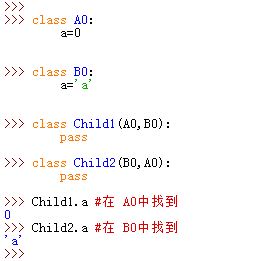 >>>
>>> class A0:
        a=0

>>> class B0:
        a='a'

>>> class Child1(A0,B0):
        pass

>>> class Child2(B0,A0):
        pass

>>> Child1.a #在 A0中找到
0
>>> Child2.a #在 B0中找到
'a'
>>>